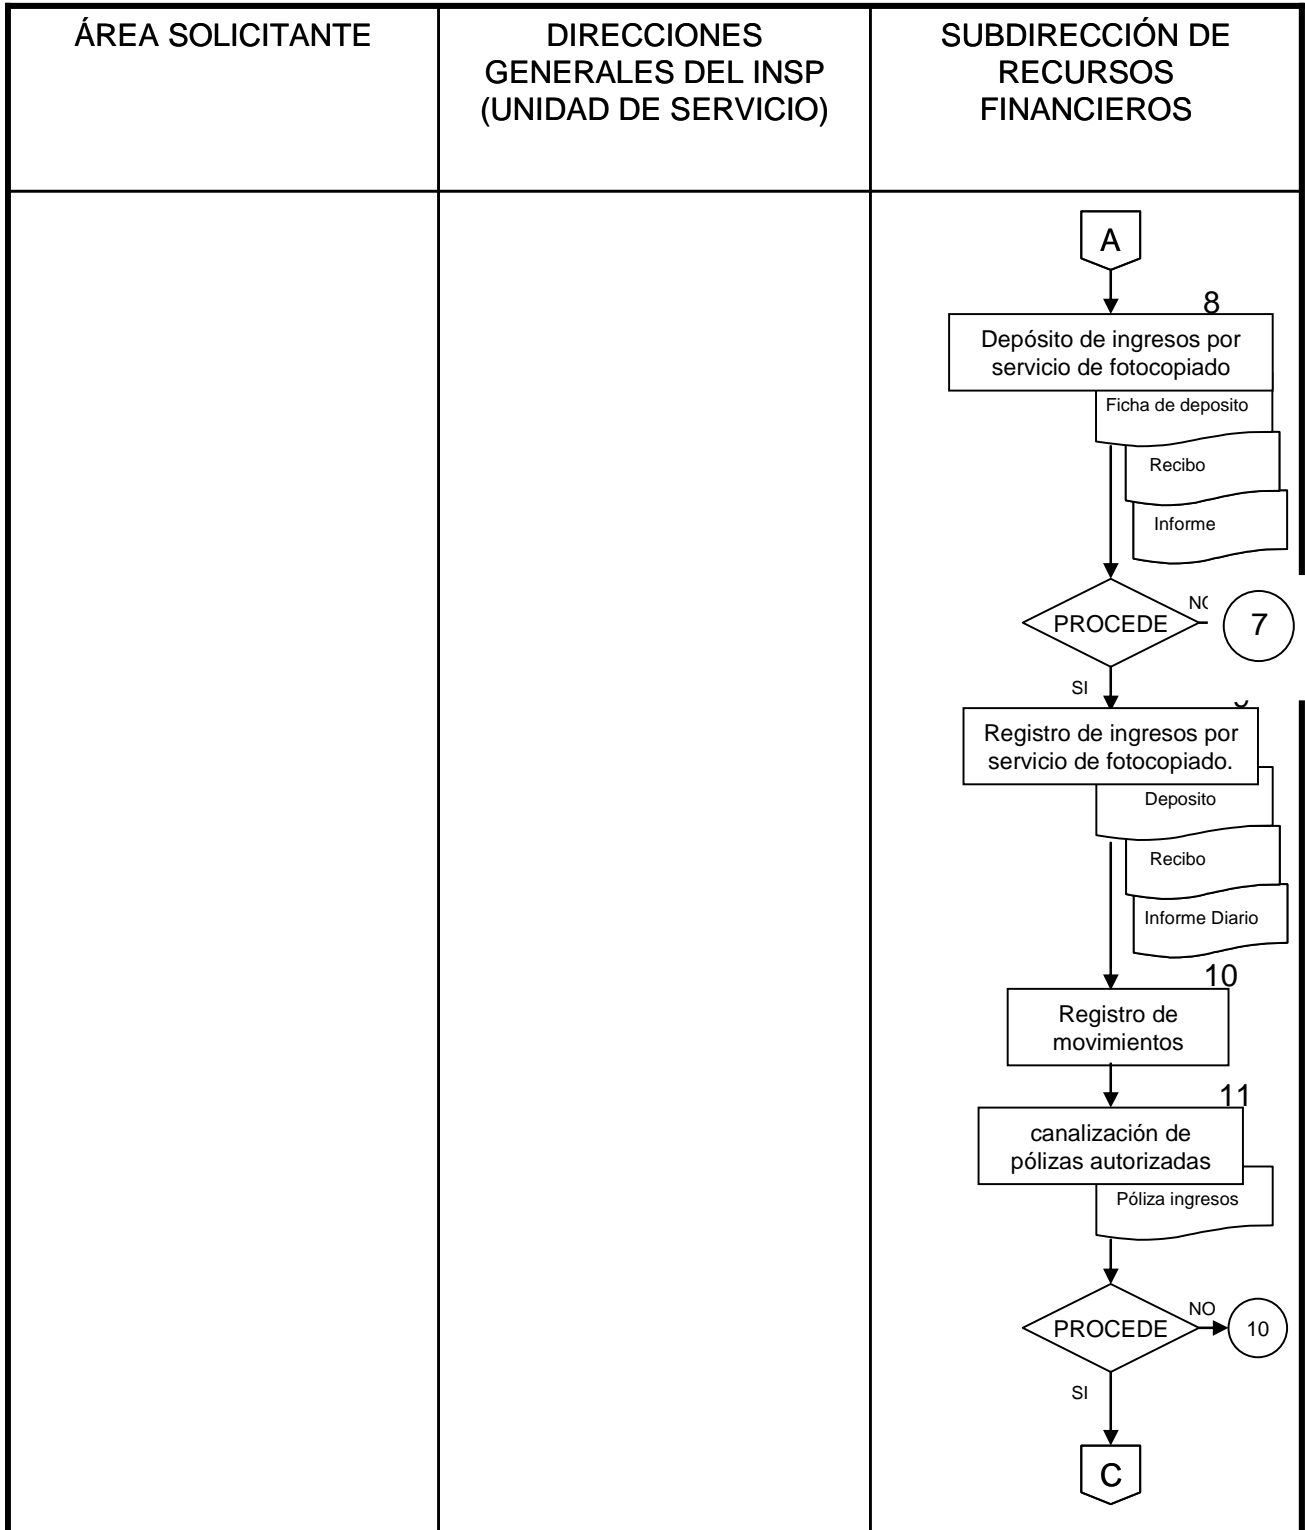 ÁREA SOLICITANTE
DIRECCIONES
GENERALES DEL INSP
(UNIDAD DE SERVICIO)
SUBDIRECCIÓN DE
RECURSOS
FINANCIEROS
A
8
Depósito de ingresos por
servicio de fotocopiado
Ficha de deposito
Recibo
Informe
PROCEDE
7
SI
Registro de ingresos por
servicio de fotocopiado.
Deposito
Recibo
Informe Diario
10
Registro de
movimientos
11
canalización de
pólizas autorizadas
Póliza ingresos
PROCEDE
NO
10
SI
C